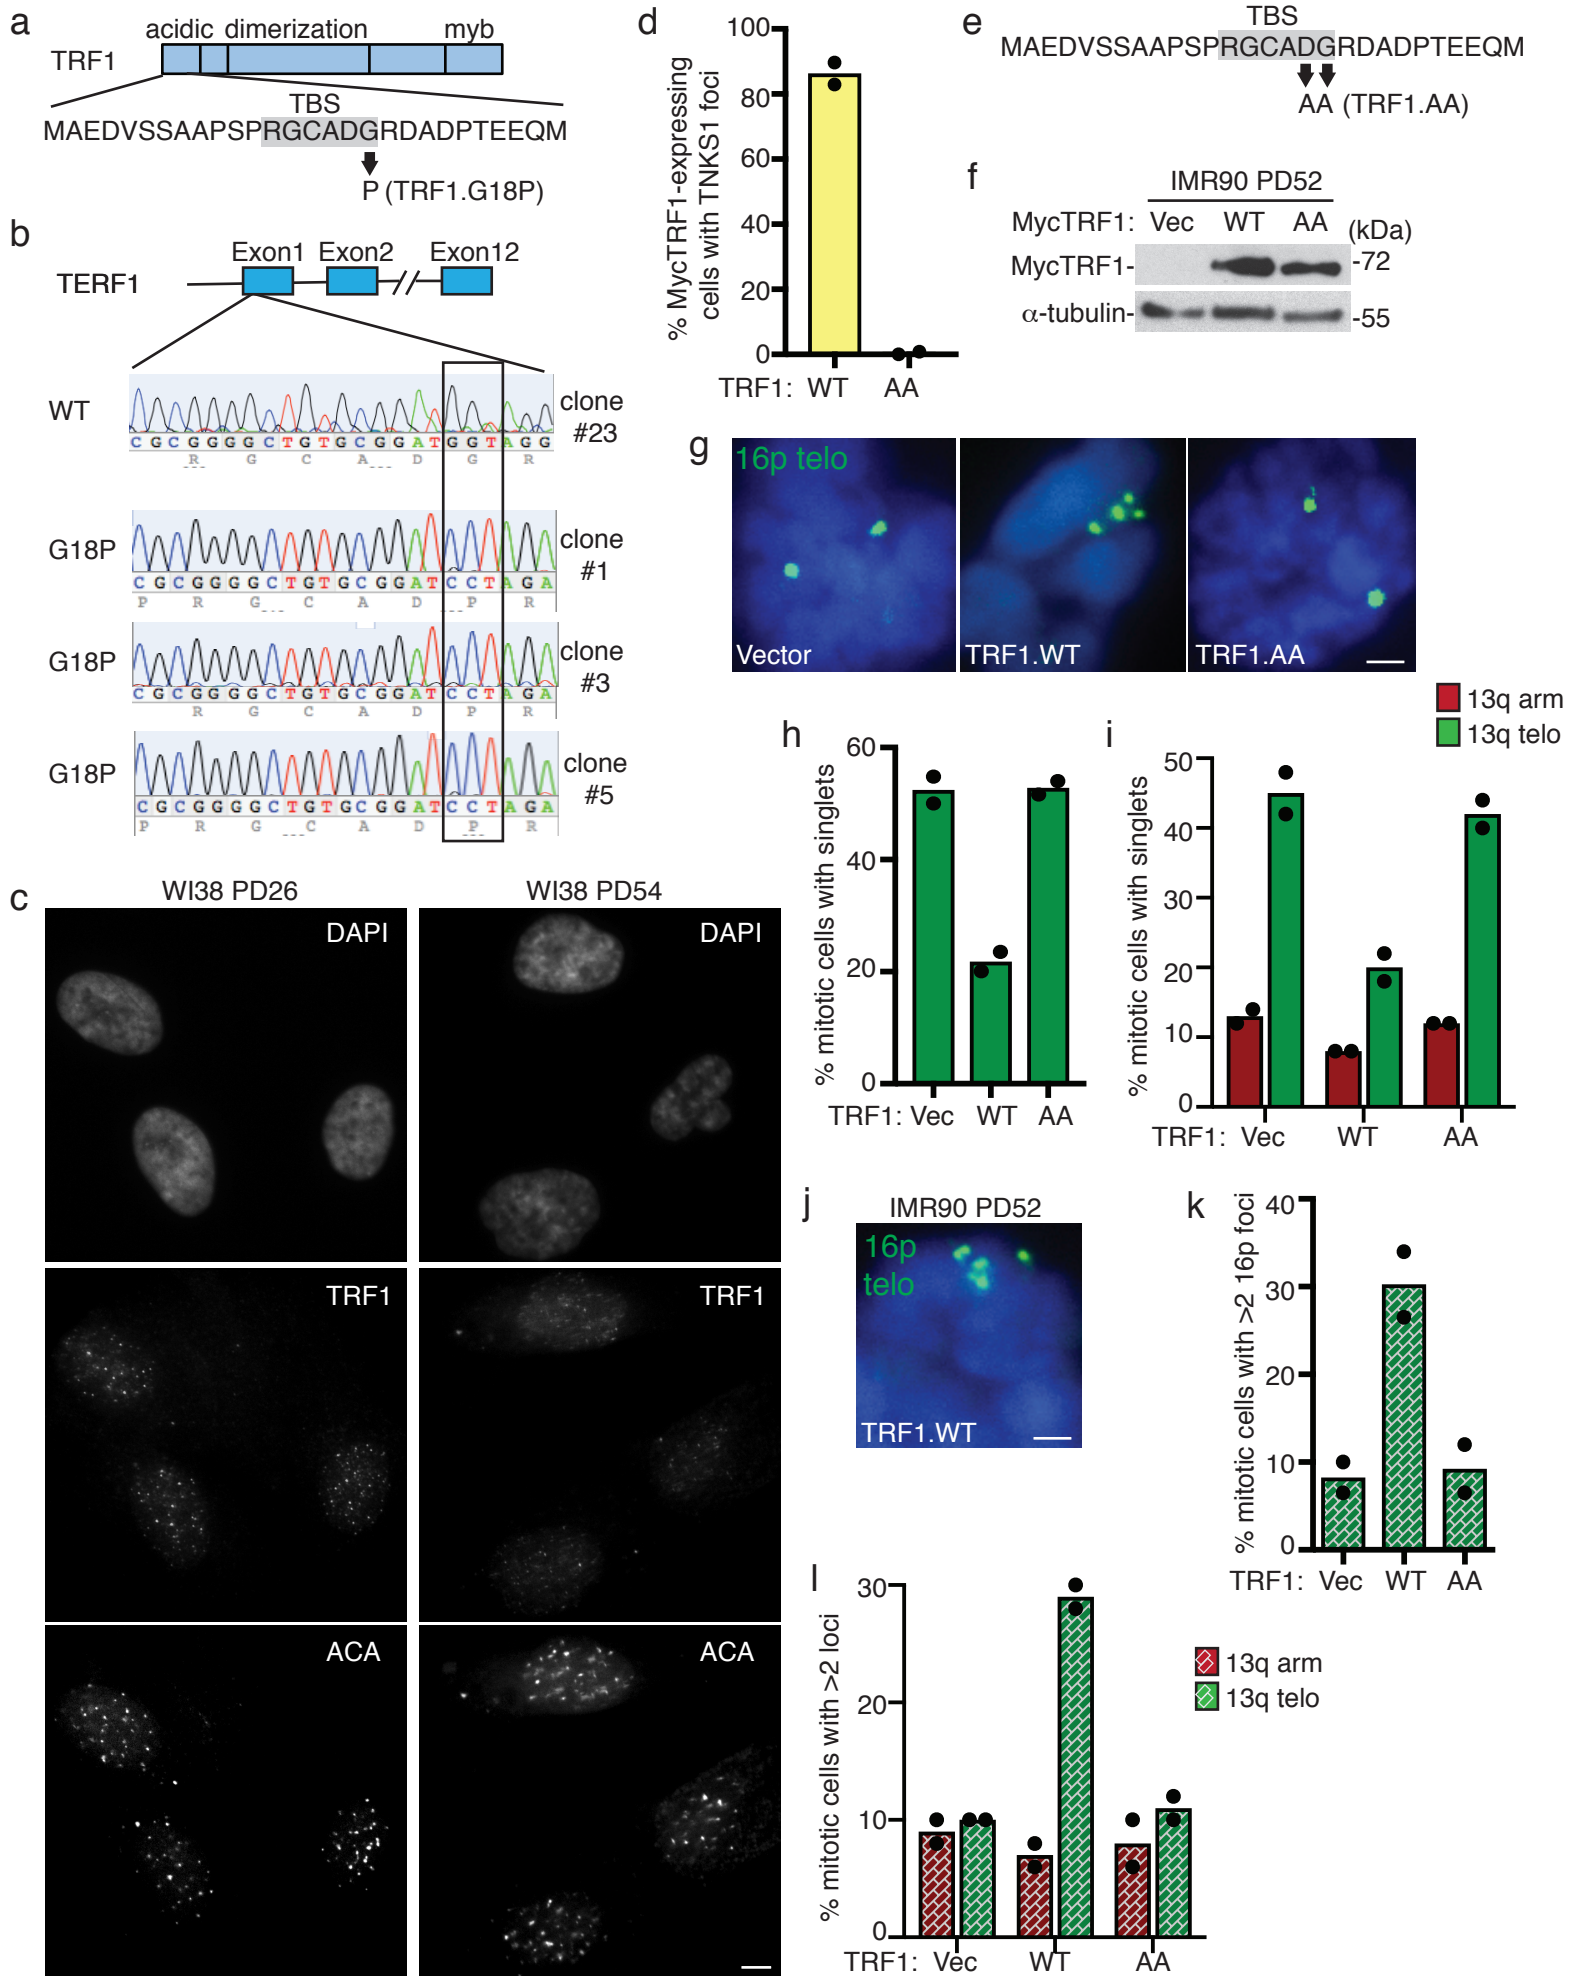 a
acidic dimerization myb
TRF1
TBS
MAEDVSSAAPSPRGCADGRDADPTEEQM
P (TRF1.G18P)
b
Exon1 Exon2 Exon12
TERF1
WT
clone
#23
C G C G G G G C T G T G C G G A T G G T A G G
R G C A D G R
G18P
clone
#1
C G C G G G G C T G T G C G G A T C C T A G A
P R G C A D P R
G18P
clone
#3
C G C G G G G C T G T G C G G A T C C T A G A
R G C A D P R
G18P
clone
#5
C G C G G G G C T G T G C G G A T C C T A G A
P R G C A D P R
c
WI38 PD26 WI38 PD54
DAPI DAPI
TRF1 TRF1
ACA ACA
d
% MycTRF1-expressing
cells with TNKS1 foci
100
80
60
40
20
0
TRF1: WT AA
e
TBS
MAEDVSSAAPSPRGCADGRDADPTEEQM
AA (TRF1.AA)
f
IMR90 PD52
MycTRF1: Vec WT AA (kDa)
MycTRF1- -72
α-tubulin- -55
g
16p telo
Vector TRF1.WT TRF1.AA
h
% mitotic cells with singlets
60
40
20
0
TRF1: Vec WT AA
i
13q arm
13q telo
% mitotic cells with singlets
50
40
30
20
10
0
TRF1: Vec WT AA
j
IMR90 PD52
16p
telo
TRF1.WT
k
% mitotic cells with >2 16p foci
40
30
20
10
0
TRF1: Vec WT AA
l
% mitotic cells with >2 loci
30
20
10
0
TRF1: Vec WT AA
13q arm
13q telo